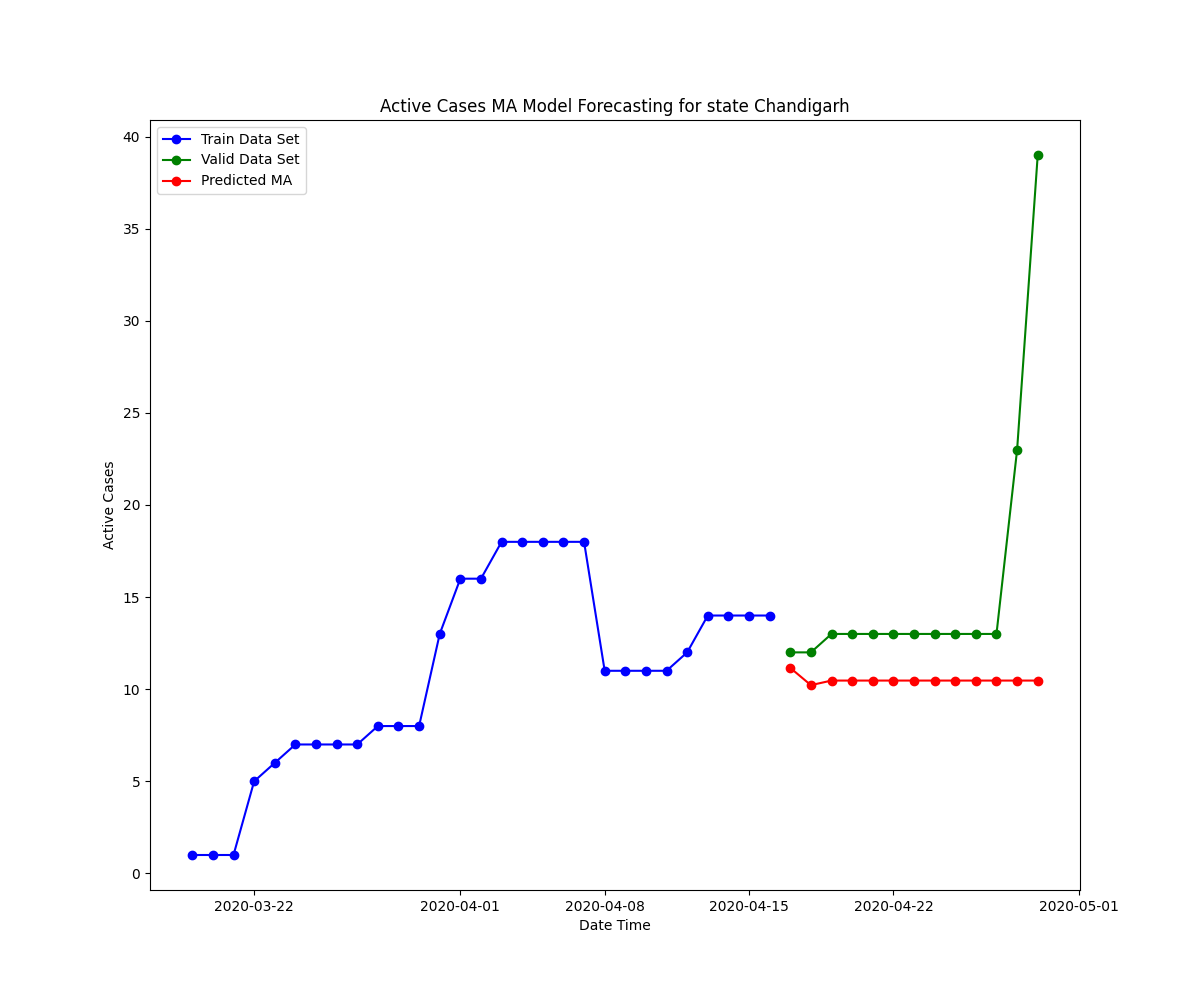 Active Cases MA Model Forecasting for state Chandigarh
Train Data Set
Valid Data Set
Predicted MA
40
35
30
25
20
15
10
5
0
Active Cases
2020-03-22 2020-04-01 2020-04-08 2020-04-15 2020-04-22 2020-05-01
Date Time